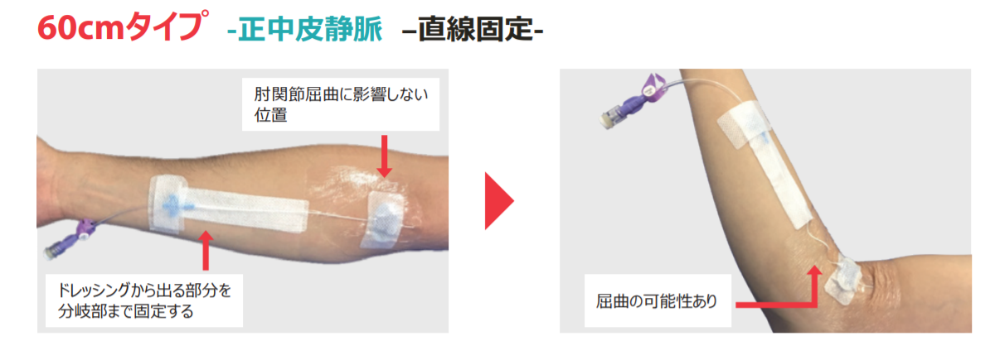 60cmタイプ -正中皮静脈 –直線固定-
肘関節屈曲に影響しない
位置
ドレッシングから出る部分を
分岐部まで固定する
屈曲の可能性あり